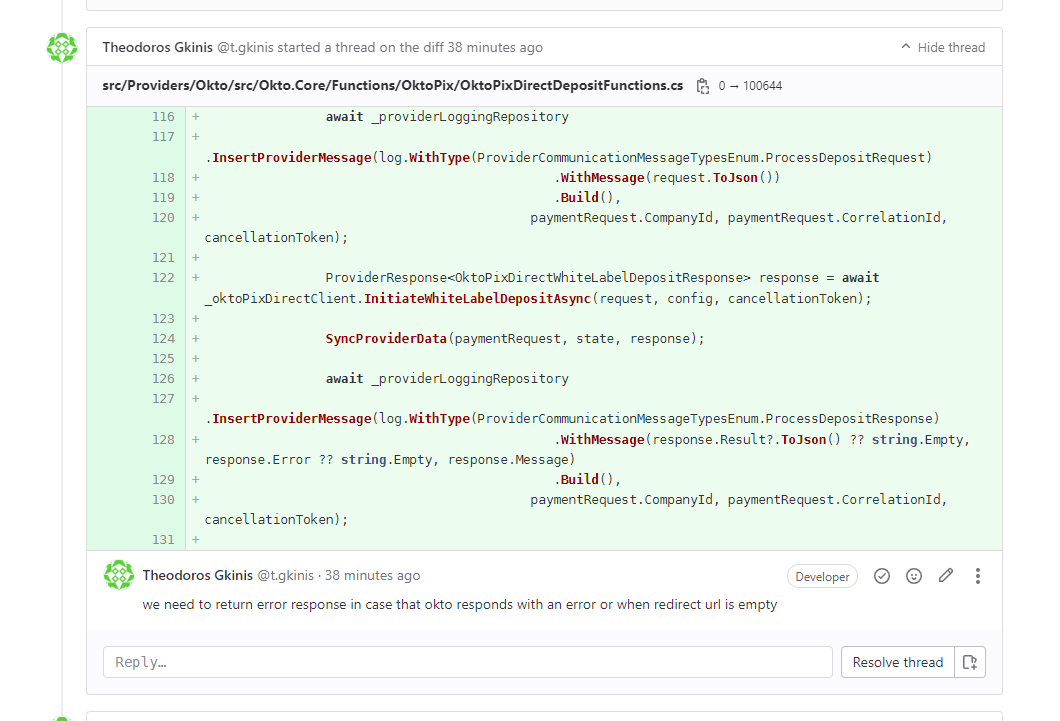 Theodoros Gkinis @t.gkinis started a thread on the diff 38 minutes ago
Hide thread
src/Providers/Okto/src/Okto.Core/Functions/OktoPix/OktoPixDirectDepositFunctions.cs 0 → 100644
116 + await _providerLoggingRepository
117 +
.InsertProviderMessage(log.WithType(ProviderCommunicationMessageTypesEnum.ProcessDepositRequest)
118 + .WithMessage(request.ToJson())
119 + .Build(),
120 + paymentRequest.CompanyId, paymentRequest.CorrelationId,
cancellationToken);
121 +
122 + ProviderResponse<OktoPixDirectWhiteLabelDepositResponse> response = await
_oktoPixDirectClient.InitiateWhiteLabelDepositAsync(request, config, cancellationToken);
123 +
124 + SyncProviderData(paymentRequest, state, response);
125 +
126 + await _providerLoggingRepository
127 +
.InsertProviderMessage(log.WithType(ProviderCommunicationMessageTypesEnum.ProcessDepositResponse)
128 + .WithMessage(response.Result?.ToJson() ?? string.Empty,
response.Error ?? string.Empty, response.Message)
129 + .Build(),
130 + paymentRequest.CompanyId, paymentRequest.CorrelationId,
cancellationToken);
131 +
Theodoros Gkinis @t.gkinis · 38 minutes ago
Developer
we need to return error response in case that okto responds with an error or when redirect url is empty
Reply…
Resolve thread